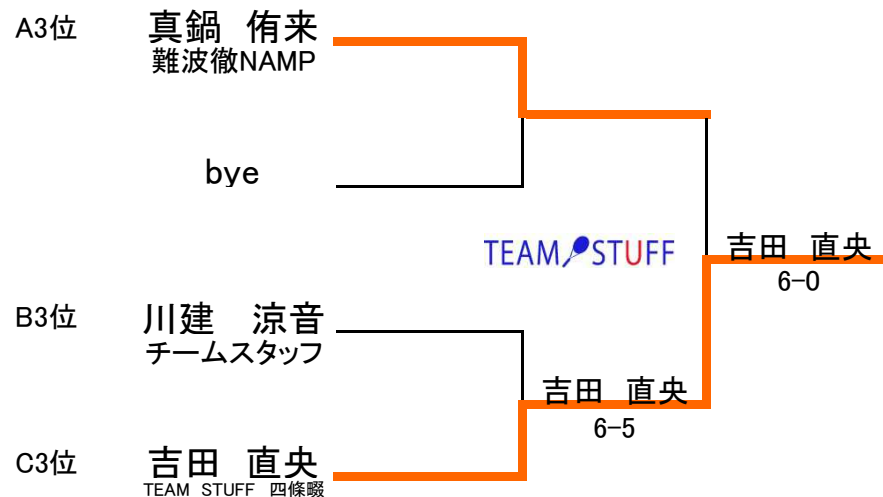 A3位
真鍋 侑来
難波徹NAMP
bye
TEAM STUFF
吉田 直央
6-0
B3位
川建 涼音
チームスタッフ
吉田 直央
6-5
C3位
吉田 直央
TEAM STUFF 四條畷